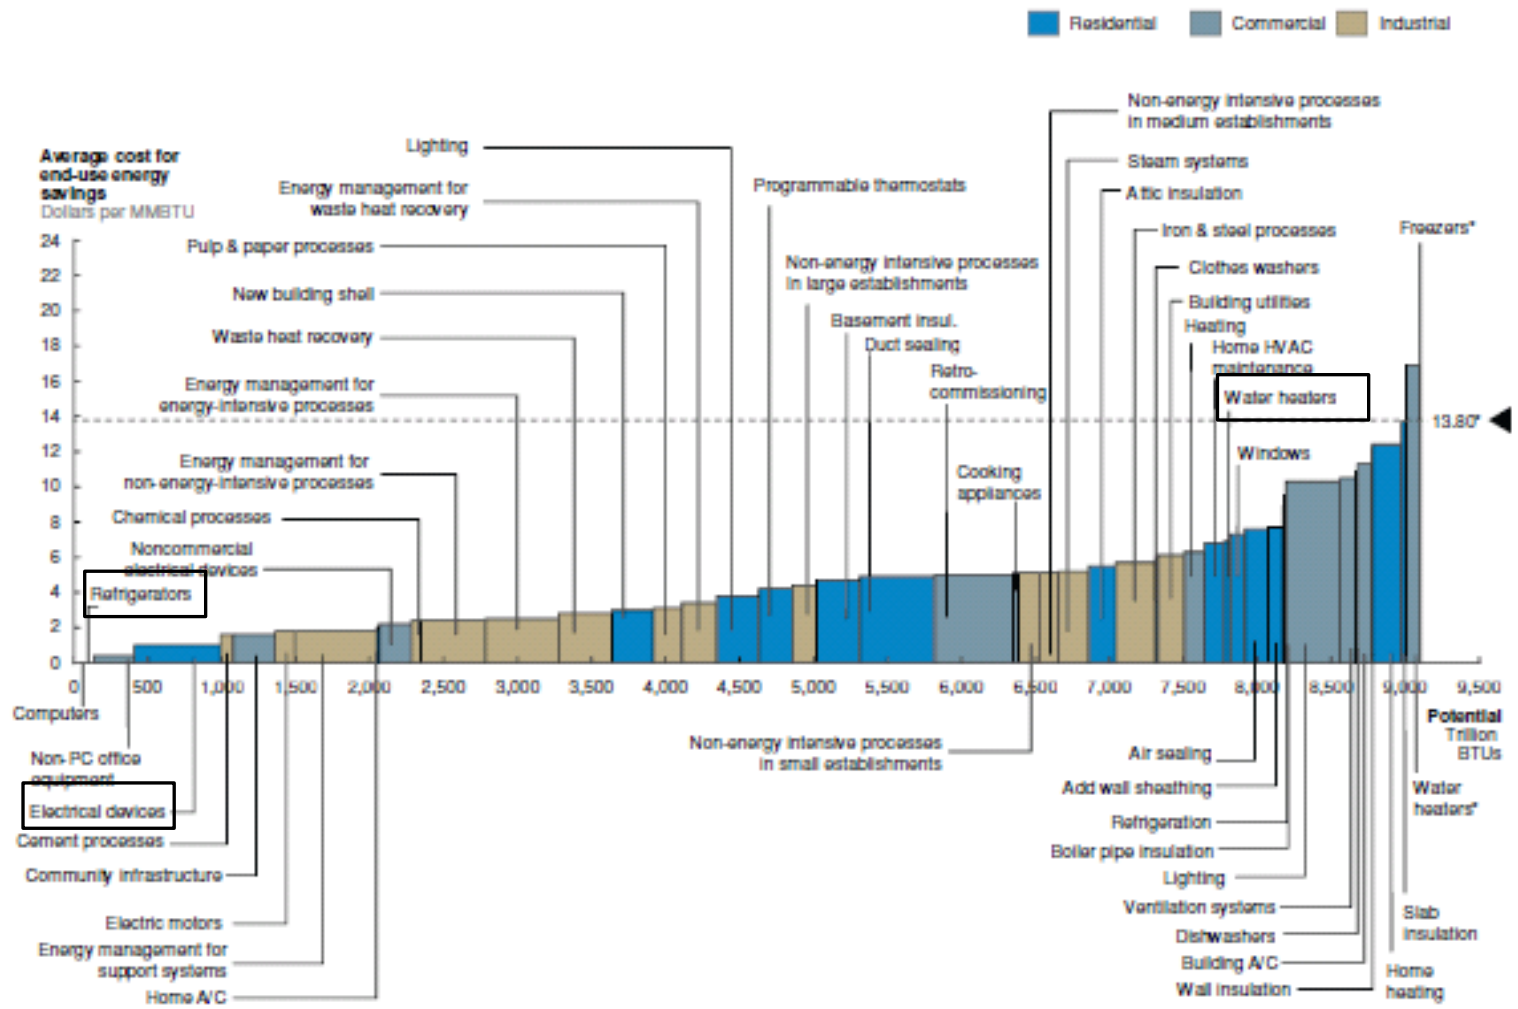 Residential Commercial Industrial
Average cost for
end-use energy
savings
Dollars per MMBTU
24
22
20
18
16
14
12
10
8
6
4
2
0
Lighting
Energy management for
waste heat recovery
Pulp & paper processes
New building shell
Waste heat recovery
Energy management for
energy-intensive processes
Energy management for
non-energy-intensive processes
Chemical processes
Noncommercial
electrical devices
Refrigerators
Programmable thermostats
Non-energy intensive processes
in large establishments
Basement insul.
Duct sealing
Retro-
commissioning
Cooking
appliances
Non-energy intensive processes
in medium establishments
Steam systems
Attic insulation
Iron & steel processes
Clothes washers
Building utilities
Heating
Home HVAC
maintenance
Water heaters
Windows
Freezers*
13.80*
0 500 1,000 1,500 2,000 2,500 3,000 3,500 4,000 4,500 5,000 5,500 6,000 6,500 7,000 7,500 8,000 8,500 9,000 9,500
Potential
Trillion
BTUs
Computers
Non-PC office
equipment
Electrical devices
Cement processes
Community infrastructure
Electric motors
Energy management for
support systems
Home A/C
Non-energy intensive processes
in small establishments
Air sealing
Add wall sheathing
Refrigeration
Boiler pipe insulation
Lighting
Ventilation systems
Dishwashers
Building A/C
Wall insulation
Water
heaters*
Slab
insulation
Home
heating